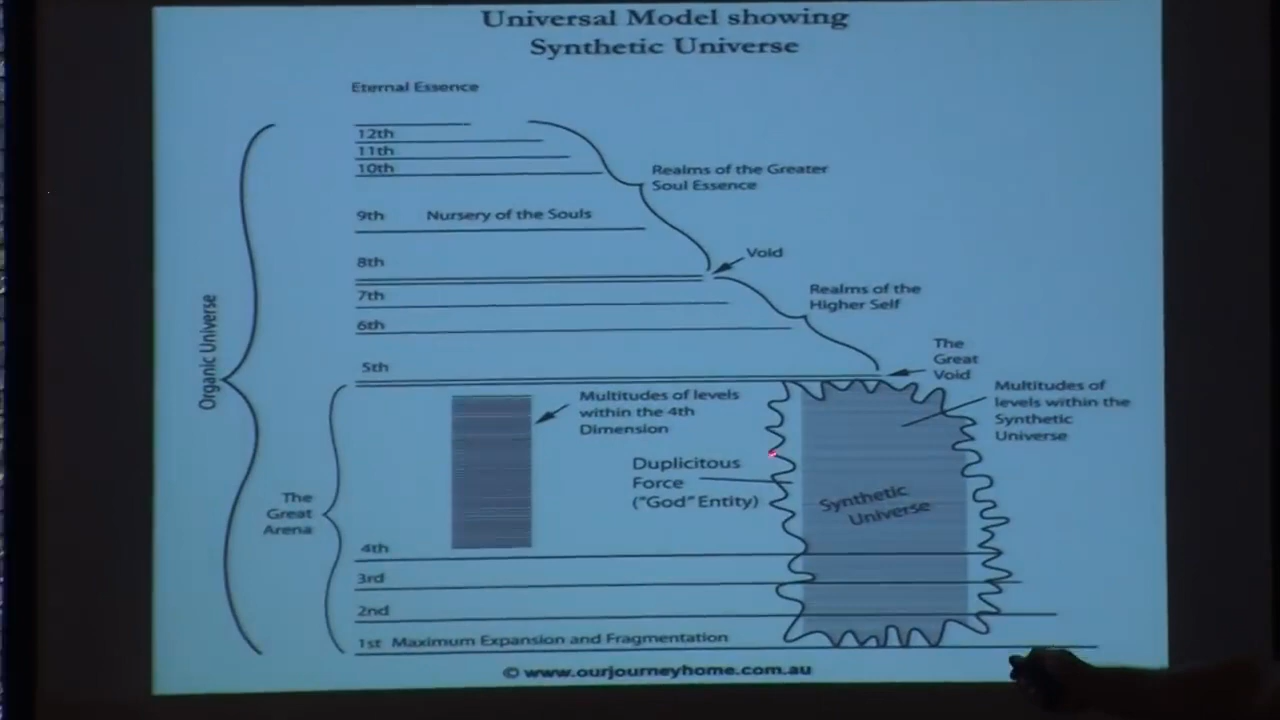 Universal Model showing
Synthetic Universe
Eternal Essence
12th
11th
10th
Realms of the Greater
Soul Essence
9th Nursery of the Souls
8th
Void
7th
Realms of the
Higher Self
6th
5th
The
Great
Void
Organic Universe
Multitudes of levels
within the 4th
Dimension
Multitudes of
levels within the
Synthetic
Universe
Duplicitous
Force
("God" Entity)
Synthetic
Universe
The
Great
Arena
4th
3rd
2nd
1st Maximum Expansion and Fragmentation
© www.ourjourneyhome.com.au